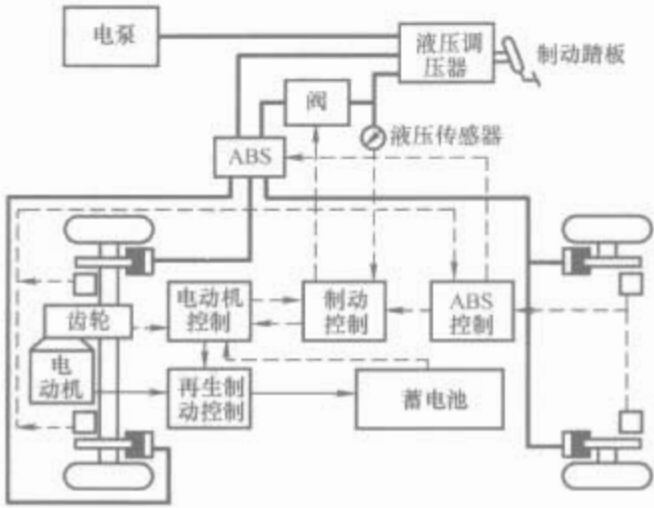 电泵
液压调
压器
制动踏板
阀
液压传感器
ABS
电动机
控制
制动
控制
ABS
控制
齿轮
电
动机
再生制
动控制
蓄电池